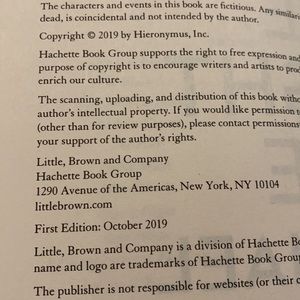 The characters and events in this book are fictitious. Any
dead, is coincidental and not intended by the author.
Copyright © 2019 by Hieronymus, Inc.
Hachette Book Group supports the right to free expression and
purpose of copyright is to encourage writers and artists to
enrich our culture.
The scanning, uploading, and distribution of this book
author's intellectual property. If you would like permission
(other than for review purposes), please contact permissions
your support of the author's rights.
Little, Brown and Company
Hachette Book Group
1290 Avenue of the Americas, New York, NY 10104
littlebrown.com
First Edition: October 2019
Little, Brown and Company is a division of Hachette
name and logo are trademarks of Hachette Book
The publisher is not responsible for websites (or their